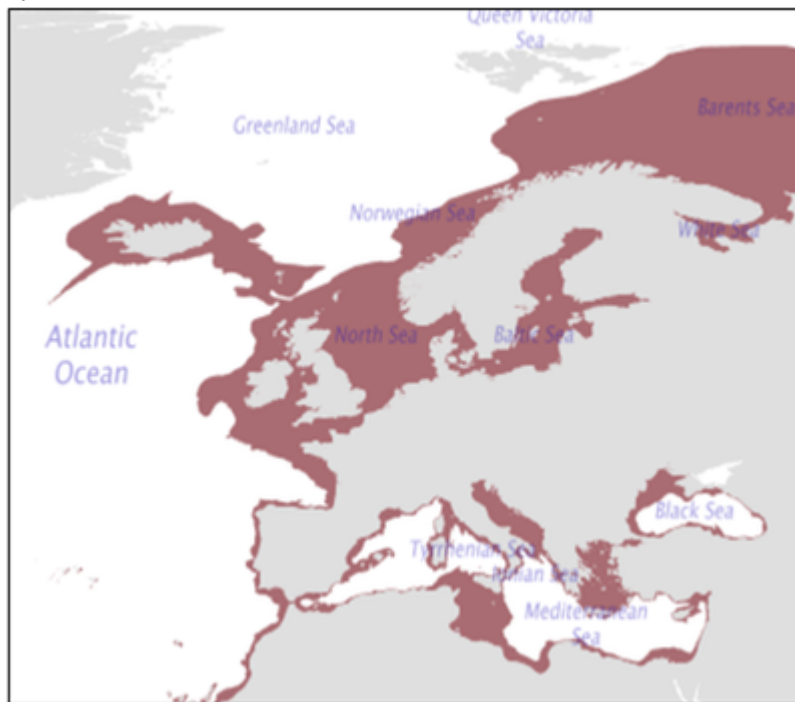 Queen Victoria
Sea
Barents Sea
Greenland Sea
Norwegian Sea
White Sea
Atlantic
Ocean
North Sea
Baltic Sea
Black Sea
Tyrrhenian Sea
Ionian Sea
Mediterranean
Sea